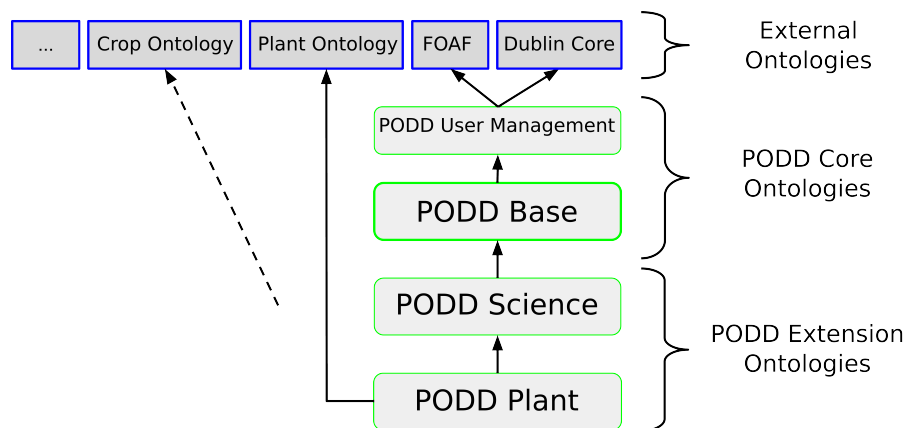 ...
Crop Ontology
Plant Ontology
FOAF
Dublin Core
External
Ontologies
PODD User Management
PODD Base
PODD Core
Ontologies
PODD Science
PODD Plant
PODD Extension
Ontologies